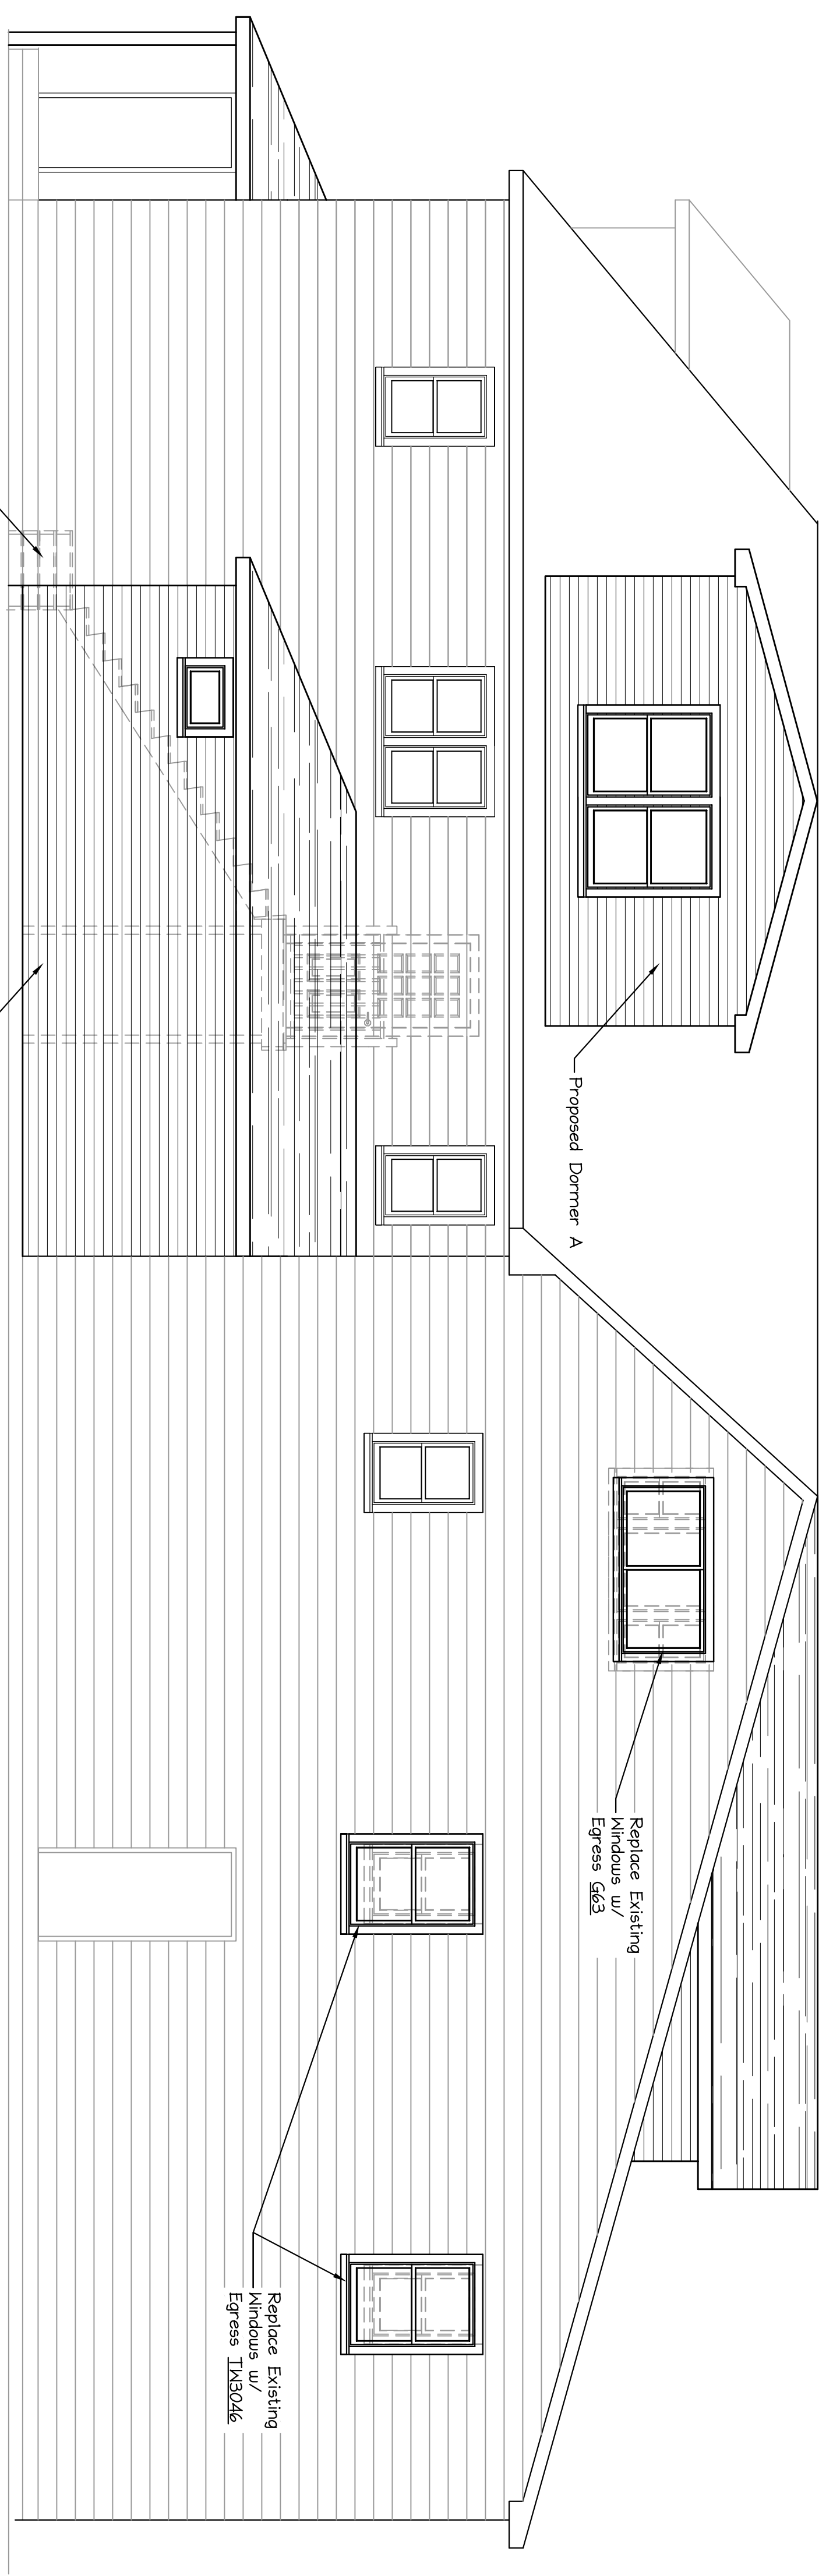 Proposed Dormer A
Replace Existing
Windows w/
Egress G63
Replace Existing
Windows w/
Egress TW3046